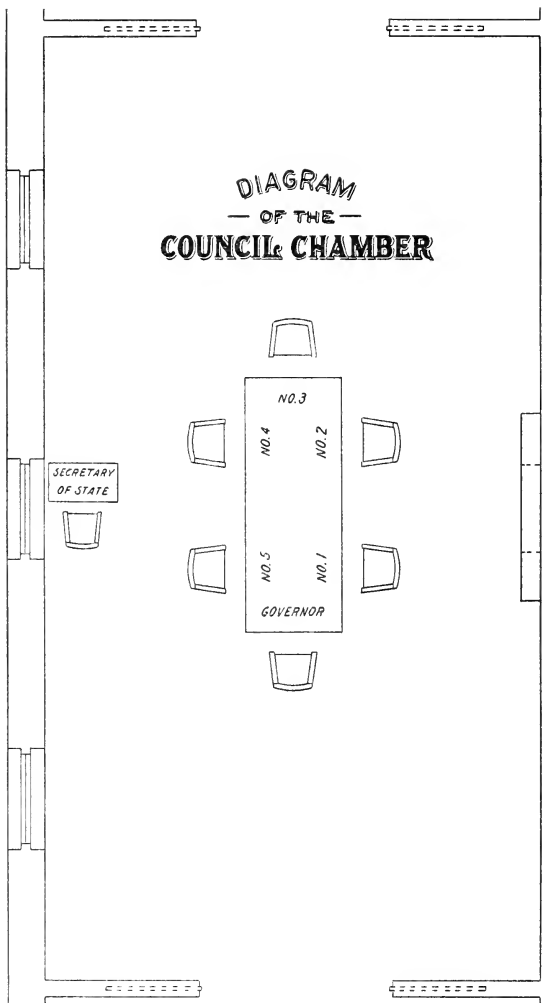 DIAGRAM
— OF THE —
COUNCIL CHAMBER
NO.3
NO.4
NO.2
SECRETARY
OF STATE
NO.5
NO.1
GOVERNOR